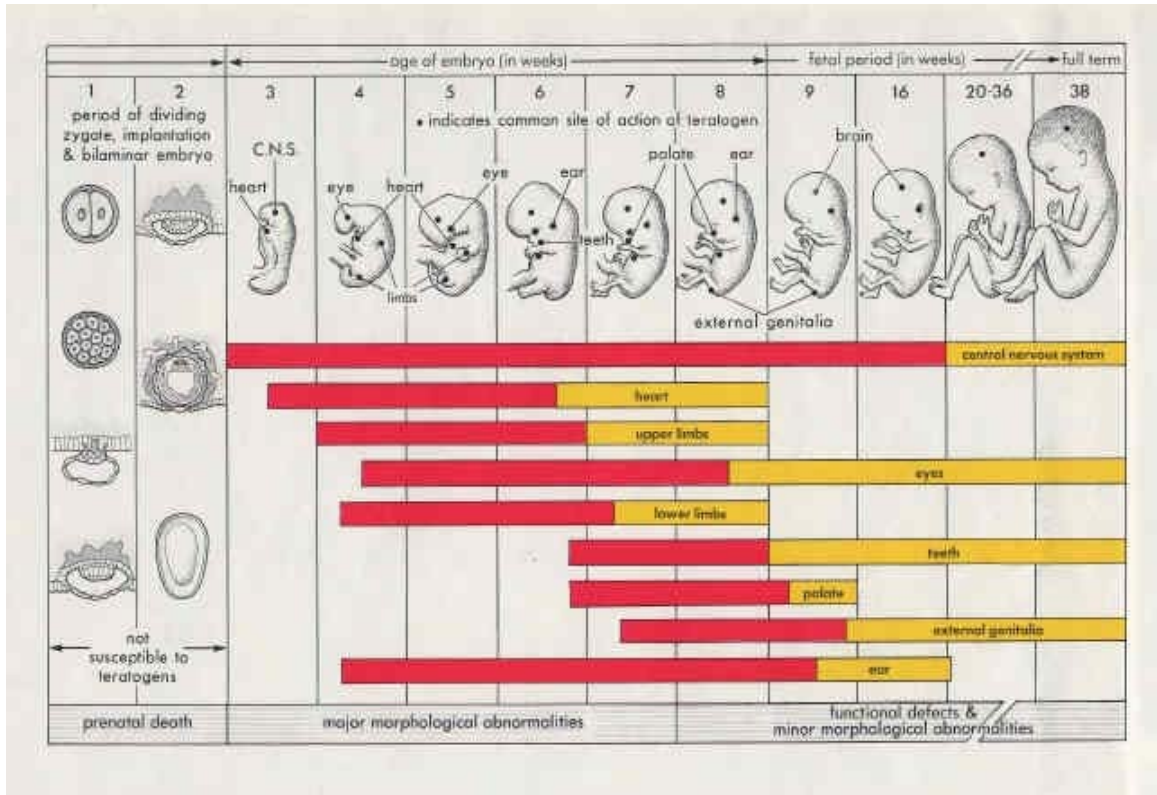 age of embryo (in weeks)
fetal period (in weeks)
full term
1 2 3 4 5 6 7 8 9 16 20-36 38
period of dividing
zygate, implantation
& bilaminar embryo
• indicates common site of action of teratogen
C.N.S.
heart
eye
heart
limbs
eye
ear
teeth
palate
ear
external genitalia
brain
central nervous system
heart
upper limbs
eyes
lower limbs
teeth
palate
external genitalia
ear
not
susceptible to
teratogens
prenatal death
major morphological abnormalities
functional defects &
minor morphological abnormalities